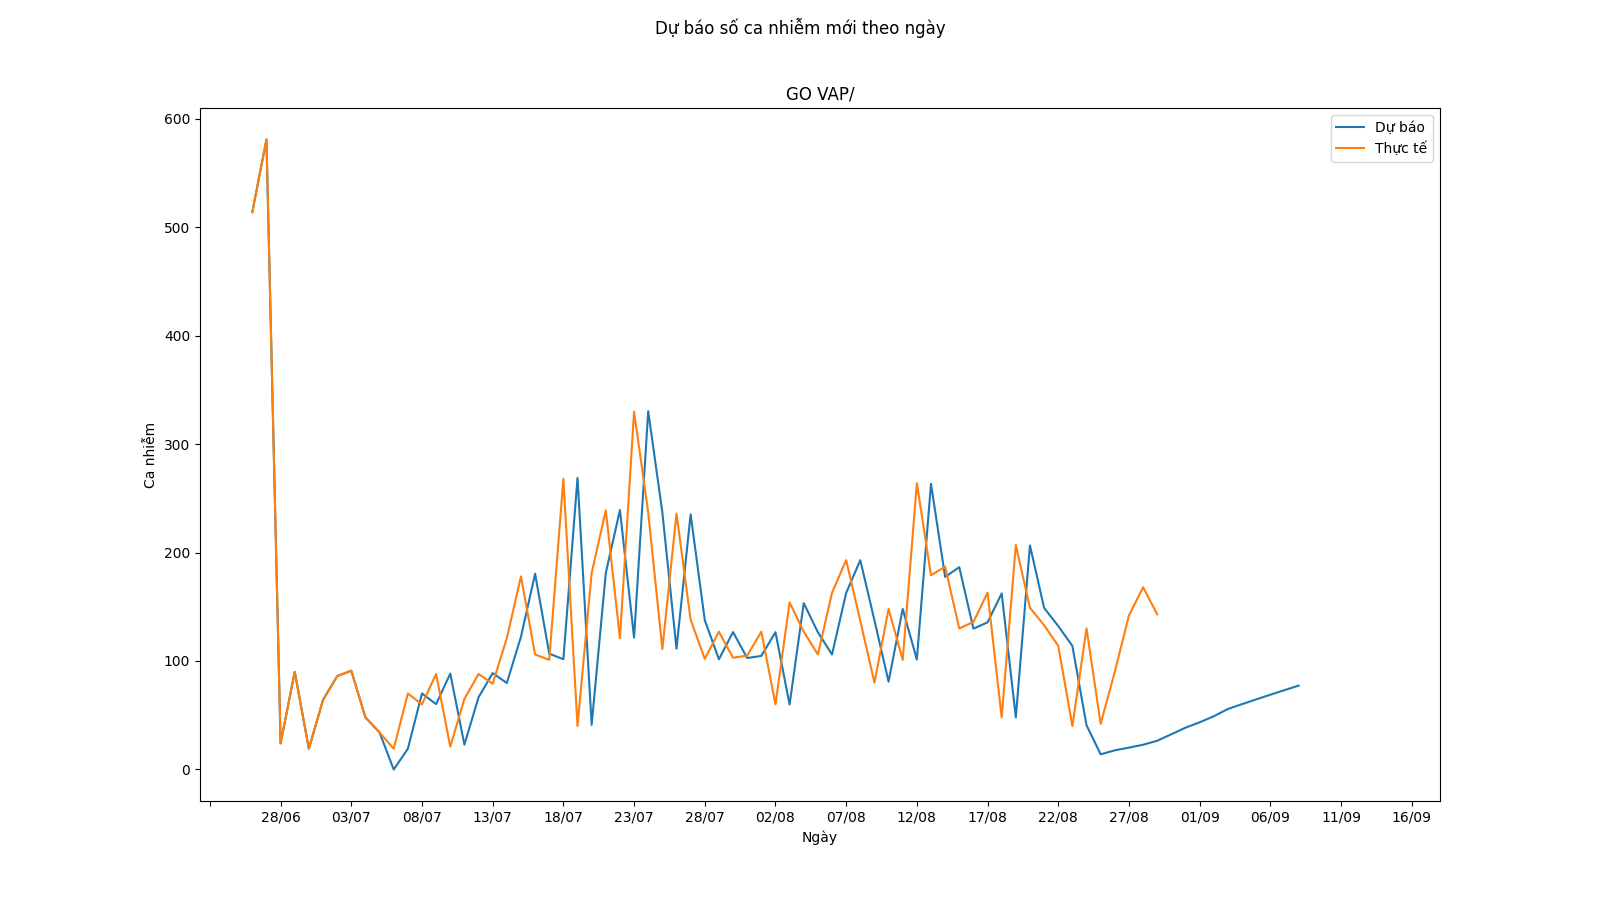 Dự báo số ca nhiễm mới theo ngày
GO VAP/
Dự báo
Thực tế
600
500
400
300
200
100
0
Ca nhiễm
28/06 03/07 08/07 13/07 18/07 23/07 28/07 02/08 07/08 12/08 17/08 22/08 27/08 01/09 06/09 11/09 16/09
Ngày